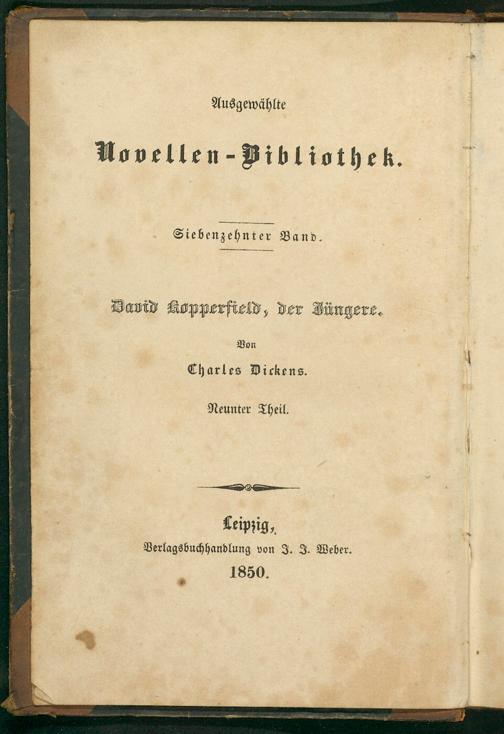 Ausgewählte
Novellen-Bibliothek.
Siebenzehnter Band.
David Kopperfield, der Jüngere.
Von
Charles Dickens.
Neunter Theil.
Leipzig,
Verlagsbuchhandlung von J. J. Weber.
1850.